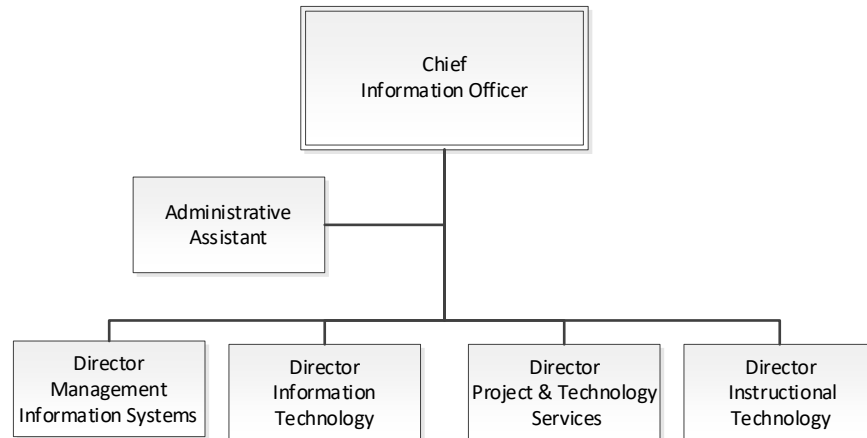 Chief
Information Officer
Administrative
Assistant
Director
Management
Information Systems
Director
Information
Technology
Director
Project & Technology
Services
Director
Instructional
Technology